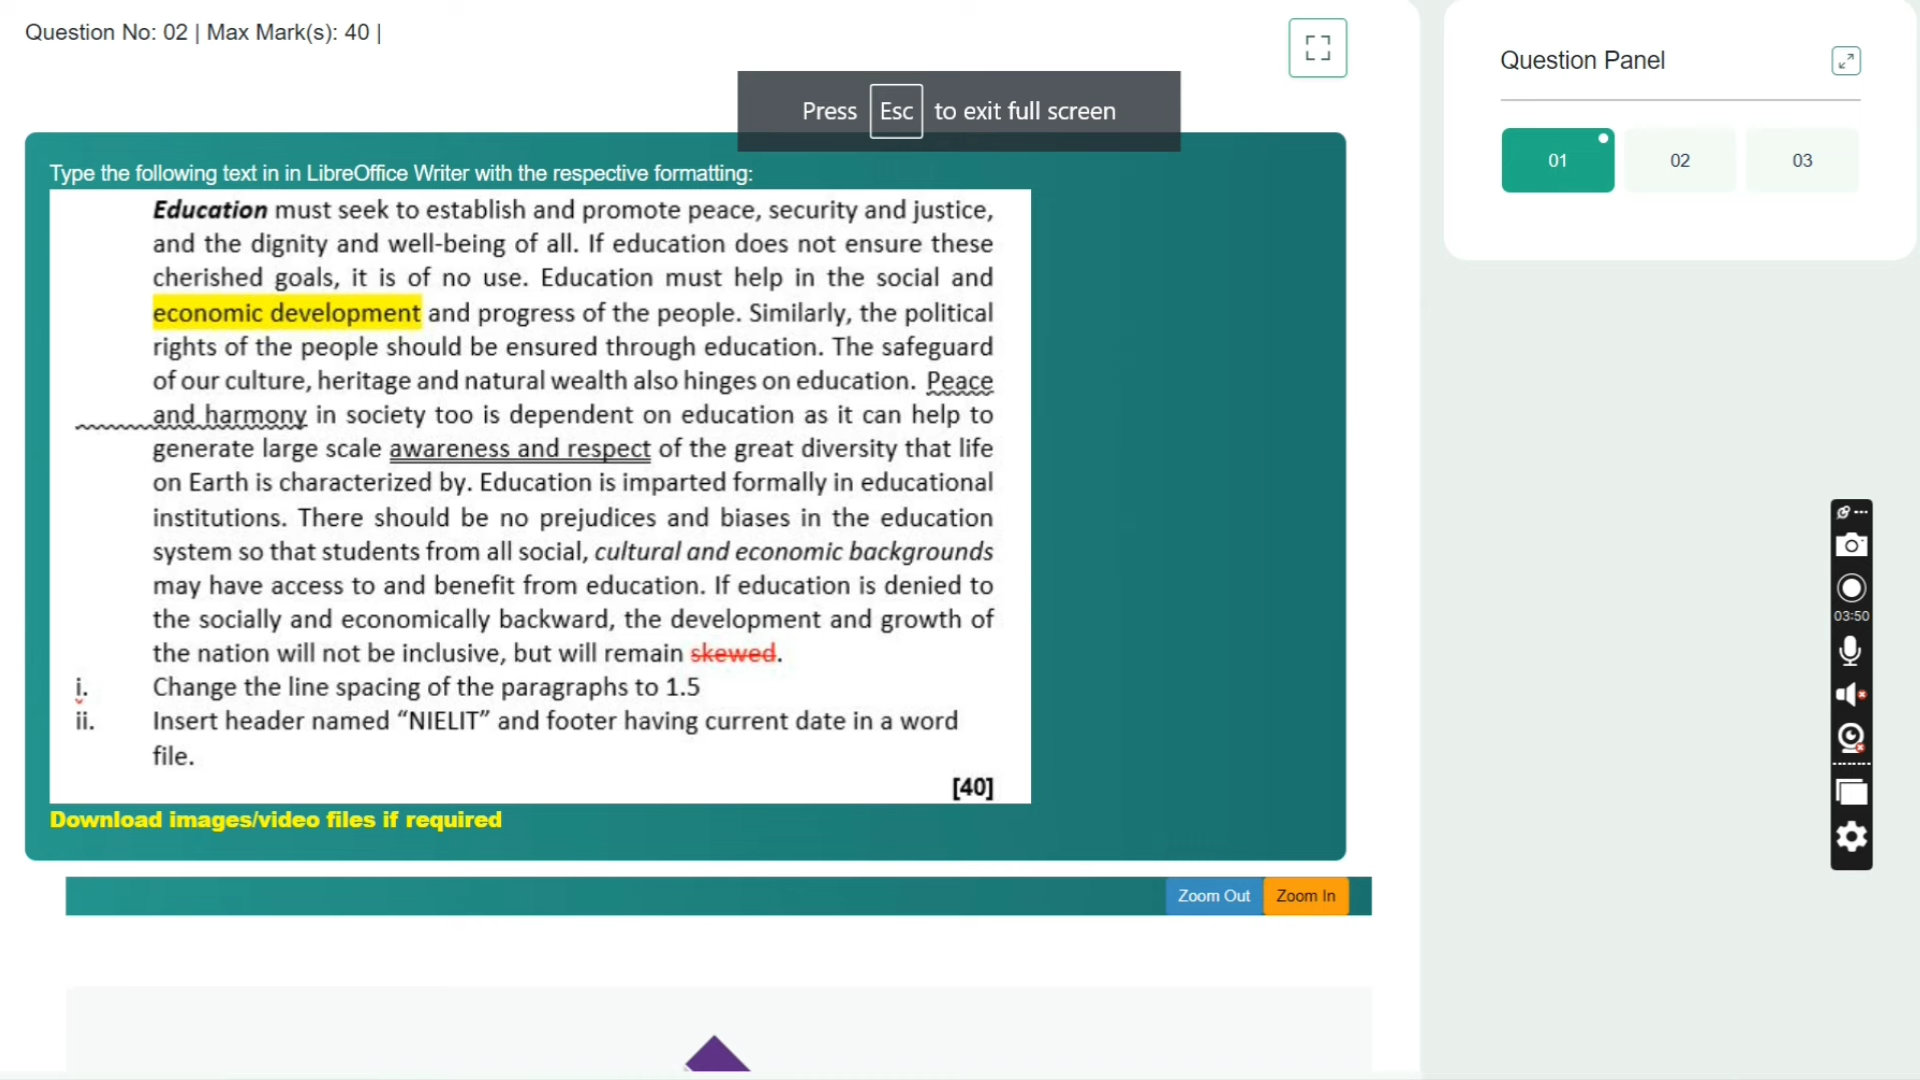 Question No: 02 | Max Mark(s): 40 |
Press Esc to exit full screen
Question Panel
01 02 03
Type the following text in in LibreOffice Writer with the respective formatting:
Education must seek to establish and promote peace, security and justice,
and the dignity and well-being of all. If education does not ensure these
cherished goals, it is of no use. Education must help in the social and
economic development and progress of the people. Similarly, the political
rights of the people should be ensured through education. The safeguard
of our culture, heritage and natural wealth also hinges on education. Peace
and harmony in society too is dependent on education as it can help to
generate large scale awareness and respect of the great diversity that life
on Earth is characterized by. Education is imparted formally in educational
institutions. There should be no prejudices and biases in the education
system so that students from all social, cultural and economic backgrounds
may have access to and benefit from education. If education is denied to
the socially and economically backward, the development and growth of
the nation will not be inclusive, but will remain skewed.
i. Change the line spacing of the paragraphs to 1.5
ii. Insert header named “NIELIT” and footer having current date in a word
file.
[40]
Download images/video files if required
Zoom Out Zoom In
03:50